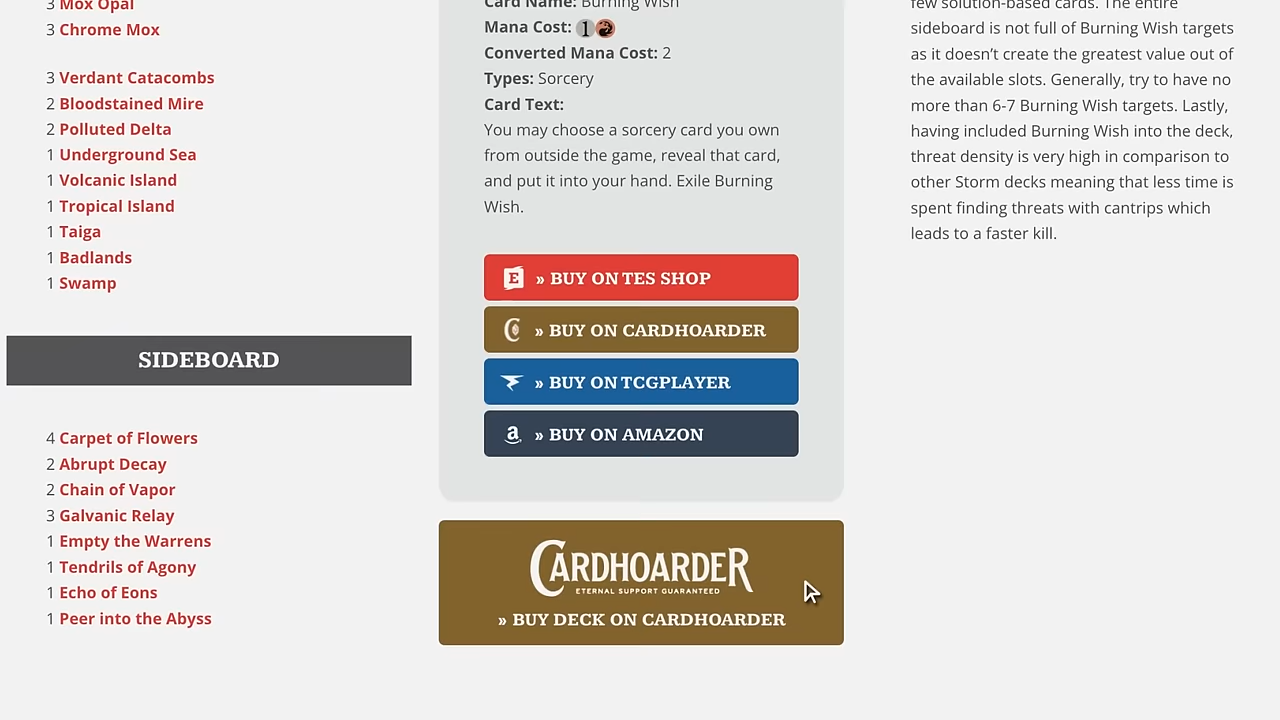 3 Mox Opal
3 Chrome Mox
3 Verdant Catacombs
2 Bloodstained Mire
2 Polluted Delta
1 Underground Sea
1 Volcanic Island
1 Tropical Island
1 Taiga
1 Badlands
1 Swamp
SIDEBOARD
4 Carpet of Flowers
2 Abrupt Decay
2 Chain of Vapor
3 Galvanic Relay
1 Empty the Warrens
1 Tendrils of Agony
1 Echo of Eons
1 Peer into the Abyss
Card Name: Burning Wish
Mana Cost: 1
Converted Mana Cost: 2
Types: Sorcery
Card Text:
You may choose a sorcery card you own
from outside the game, reveal that card,
and put it into your hand. Exile Burning
Wish.
E » BUY ON TES SHOP
C » BUY ON CARDHOARDER
» BUY ON TCGPLAYER
a » BUY ON AMAZON
CARDHOARDER
ETERNAL SUPPORT GUARANTEED
» BUY DECK ON CARDHOARDER
few solution-based cards. The entire
sideboard is not full of Burning Wish targets
as it doesn’t create the greatest value out of
the available slots. Generally, try to have no
more than 6-7 Burning Wish targets. Lastly,
having included Burning Wish into the deck,
threat density is very high in comparison to
other Storm decks meaning that less time is
spent finding threats with cantrips which
leads to a faster kill.